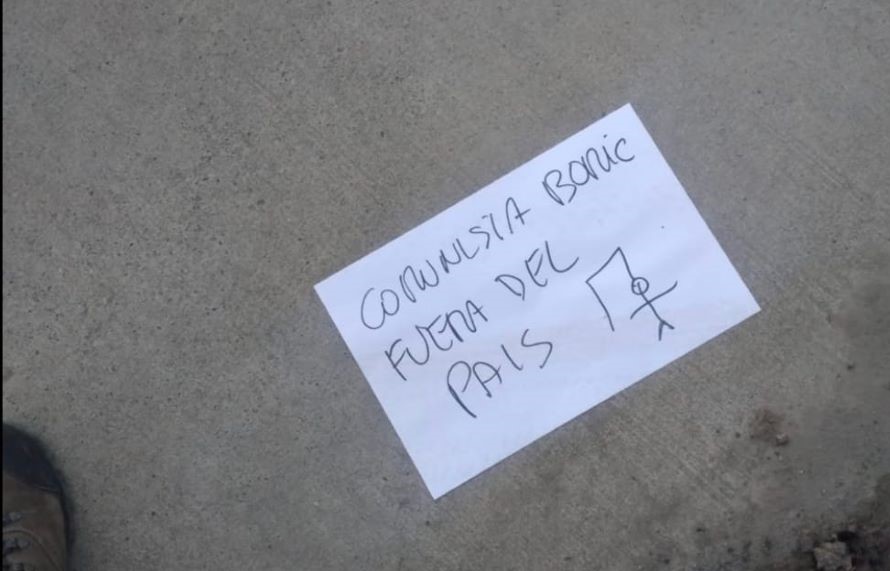 COMUNISTA BORIC
FUERA DEL
PAIS